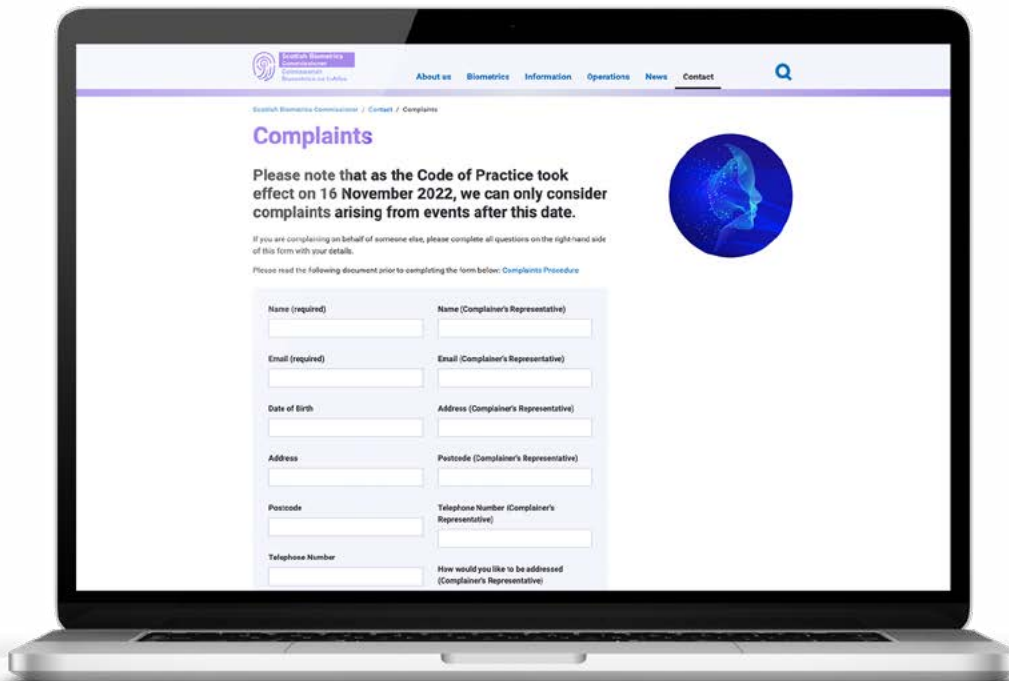 Scottish Biometrics
Commissioner
About us Biometrics Information Operations News Contact
Scottish Biometrics Commissioner / Contact / Complaints
Complaints
Please note that as the Code of Practice took
effect on 16 November 2022, we can only consider
complaints arising from events after this date.
If you are complaining on behalf of someone else, please complete all questions on the right-hand side
of this form with your details.
Please read the following document prior to completing the form below: Complaints Procedure
Name (required)
Name (Complainer's Representative)
Email (required)
Email (Complainer's Representative)
Date of Birth
Address (Complainer's Representative)
Address
Postcode (Complainer's Representative)
Postcode
Telephone Number (Complainer's
Representative)
Telephone Number
How would you like to be addressed
(Complainer's Representative)